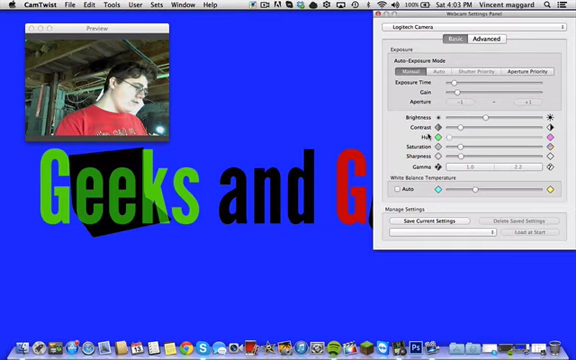 CamTwist File Edit Users Sets Window Help
100% Sat 4:03 PM Vincent maggard
Preview
Webcam Settings Panel
Logitech Camera
Basic Advanced
Exposure
Auto-Exposure Mode
Manual Auto Shutter Priority Aperture Priority
Exposure Time
Gain
Aperture -1 +1
Brightness
Contrast
Saturation
Sharpness
Gamma 1.0 2.2
White Balance Temperature
Auto
Manage Settings
Save Current Settings Delete Saved Settings
Load at Start
Geeks and G